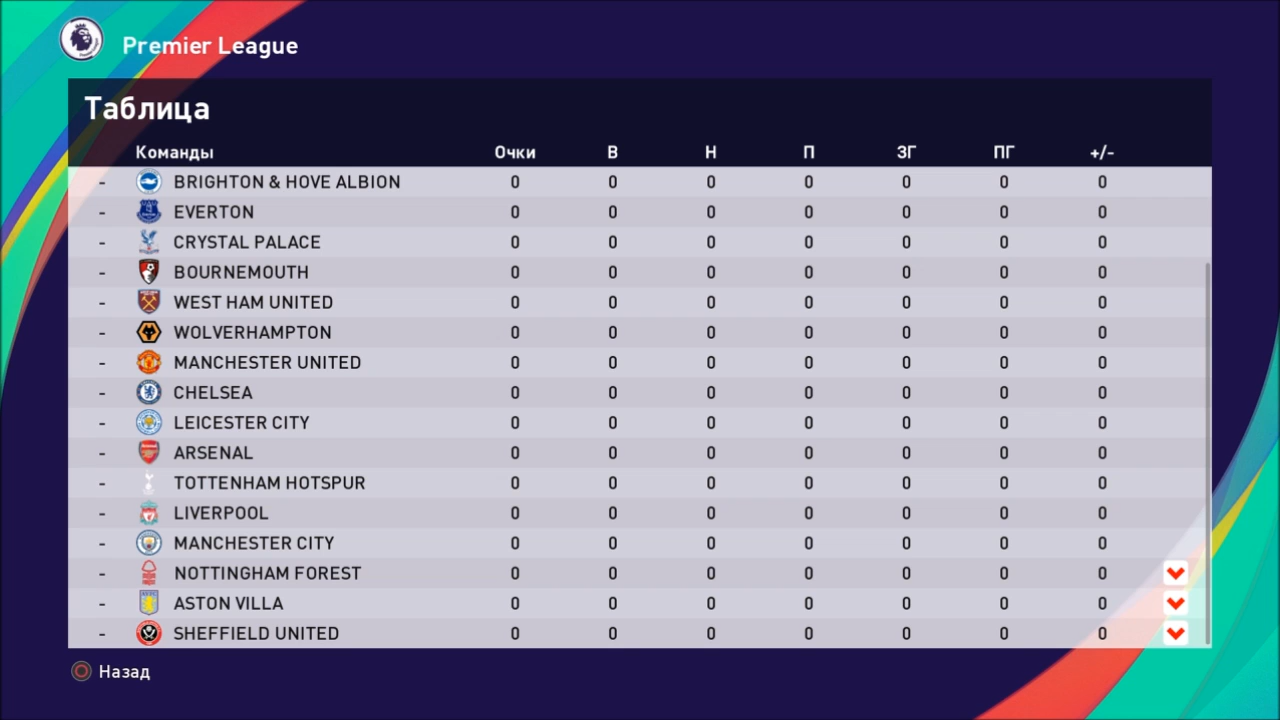 Premier League
Таблица
Команды Очки В Н П ЗГ ПГ +/-
- BRIGHTON & HOVE ALBION 0 0 0 0 0 0 0
- EVERTON 0 0 0 0 0 0 0
- CRYSTAL PALACE 0 0 0 0 0 0 0
- BOURNEMOUTH 0 0 0 0 0 0 0
- WEST HAM UNITED 0 0 0 0 0 0 0
- WOLVERHAMPTON 0 0 0 0 0 0 0
- MANCHESTER UNITED 0 0 0 0 0 0 0
- CHELSEA 0 0 0 0 0 0 0
- LEICESTER CITY 0 0 0 0 0 0 0
- ARSENAL 0 0 0 0 0 0 0
- TOTTENHAM HOTSPUR 0 0 0 0 0 0 0
- LIVERPOOL 0 0 0 0 0 0 0
- MANCHESTER CITY 0 0 0 0 0 0 0
- NOTTINGHAM FOREST 0 0 0 0 0 0 0
- ASTON VILLA 0 0 0 0 0 0 0
- SHEFFIELD UNITED 0 0 0 0 0 0 0
Назад